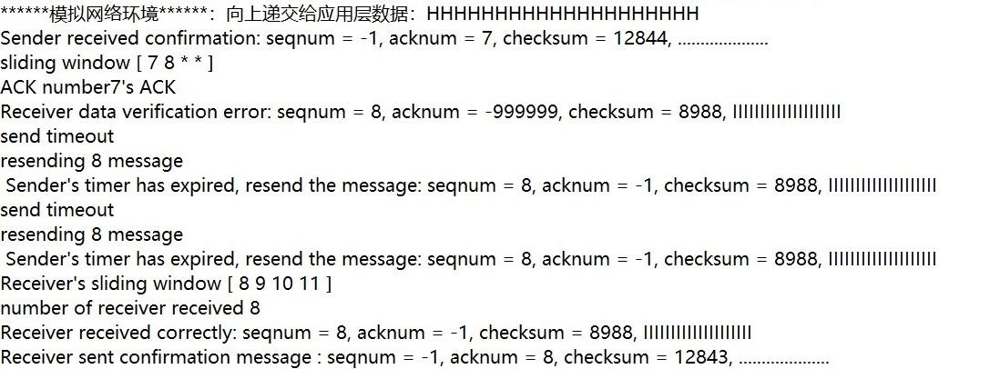 ******模拟网络环境******：向上递交给应用层数据：HHHHHHHHHHHHHHHHHHHH
Sender received confirmation: seqnum = -1, acknum = 7, checksum = 12844, .....................
sliding window [ 7 8 * * ]
ACK number7's ACK
Receiver data verification error: seqnum = 8, acknum = -999999, checksum = 8988, IIIIIIIIIIIIIIIIIIII
send timeout
resending 8 message
 Sender's timer has expired, resend the message: seqnum = 8, acknum = -1, checksum = 8988, IIIIIIIIIIIIIIIIIIII
send timeout
resending 8 message
 Sender's timer has expired, resend the message: seqnum = 8, acknum = -1, checksum = 8988, IIIIIIIIIIIIIIIIIIII
Receiver's sliding window [ 8 9 10 11 ]
number of receiver received 8
Receiver received correctly: seqnum = 8, acknum = -1, checksum = 8988, IIIIIIIIIIIIIIIIIIII
Receiver sent confirmation message : seqnum = -1, acknum = 8, checksum = 12843, .....................